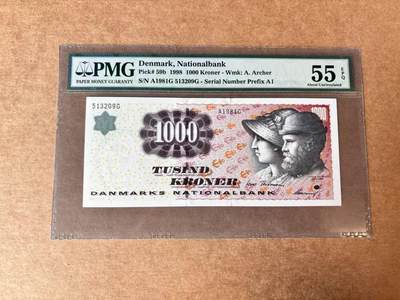 PMG
PAPER MONEY GUARANTY
Denmark, Nationalbank
Pick# 59b 1998 1000 Kroner - Wmk: A. Archer
S/N A1981G 513209G - Serial Number Prefix A1
55 EPQ
About Uncirculated
513209G
A1981G
1000
1000
TUSIND
KRONER
DANMARKS NATIONALBANK